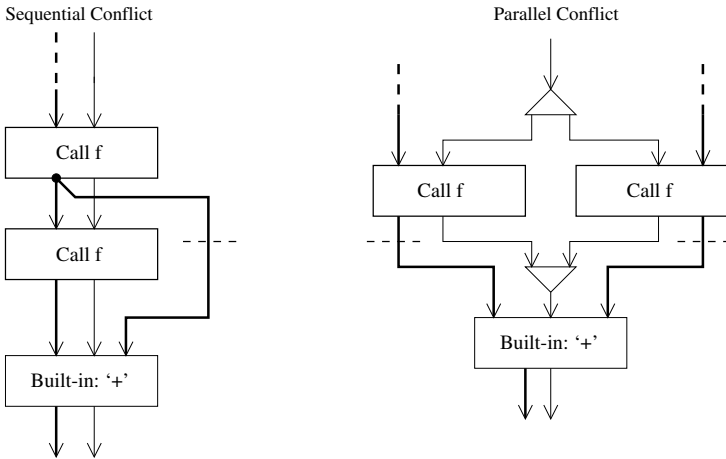 Sequential Conflict
Parallel Conflict
Call f
Call f
Call f
Call f
Built-in: ‘+’
Built-in: ‘+’